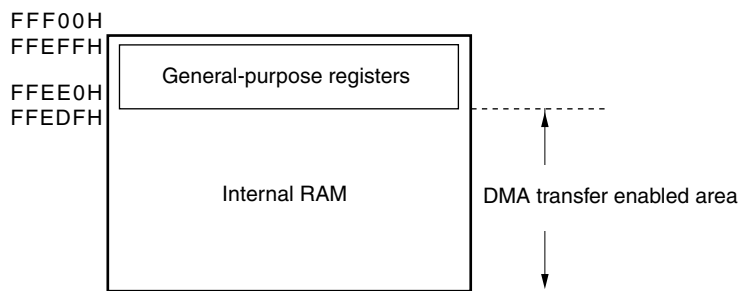 FFF00H
FFEFFH
General-purpose registers
FFEE0H
FFEDFH
Internal RAM
DMA transfer enabled area